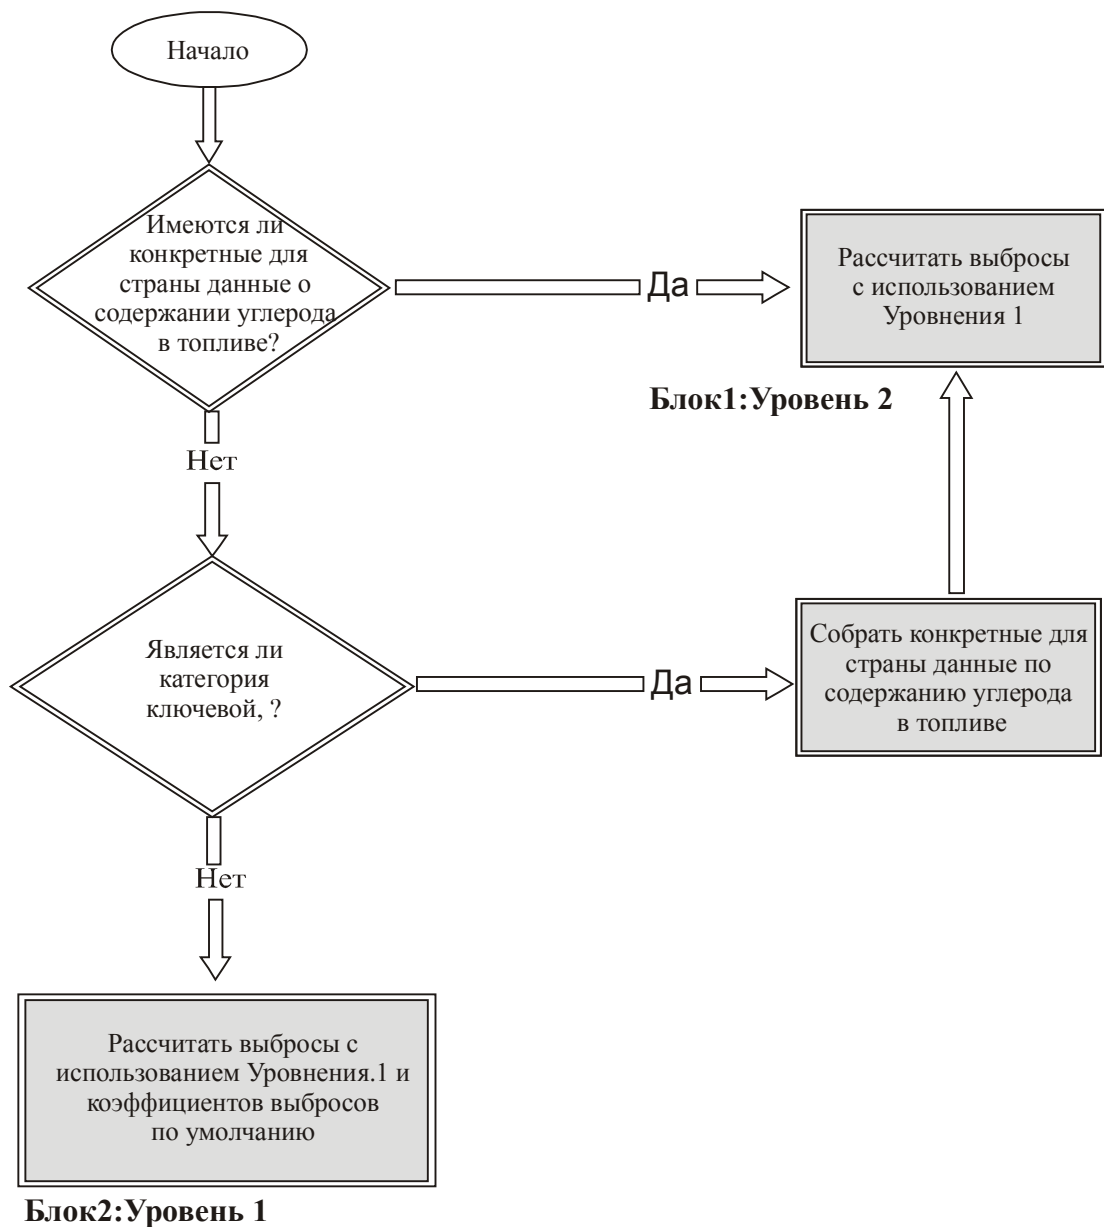 Начало
Имеются ли
конкретные для
страны данные о
содержании углерода
в топливе?
Да
Рассчитать выбросы
с использованием
Уровнения 1
Блок1:Уровень 2
Нет
Является ли
категория
ключевой, ?
Да
Собрать конкретные для
страны данные по
содержанию углерода
в топливе
Нет
Рассчитать выбросы с
использованием Уровнения.1 и
коэффициентов выбросов
по умолчанию
Блок2:Уровень 1